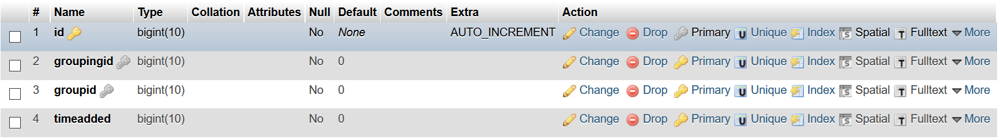 # Name Type Collation Attributes Null Default Comments Extra Action
1 id bigint(10) No None AUTO_INCREMENT Change Drop Primary Unique Index Spatial Fulltext More
2 groupingid bigint(10) No 0 Change Drop Primary Unique Index Spatial Fulltext More
3 groupid bigint(10) No 0 Change Drop Primary Unique Index Spatial Fulltext More
4 timeadded bigint(10) No 0 Change Drop Primary Unique Index Spatial Fulltext More